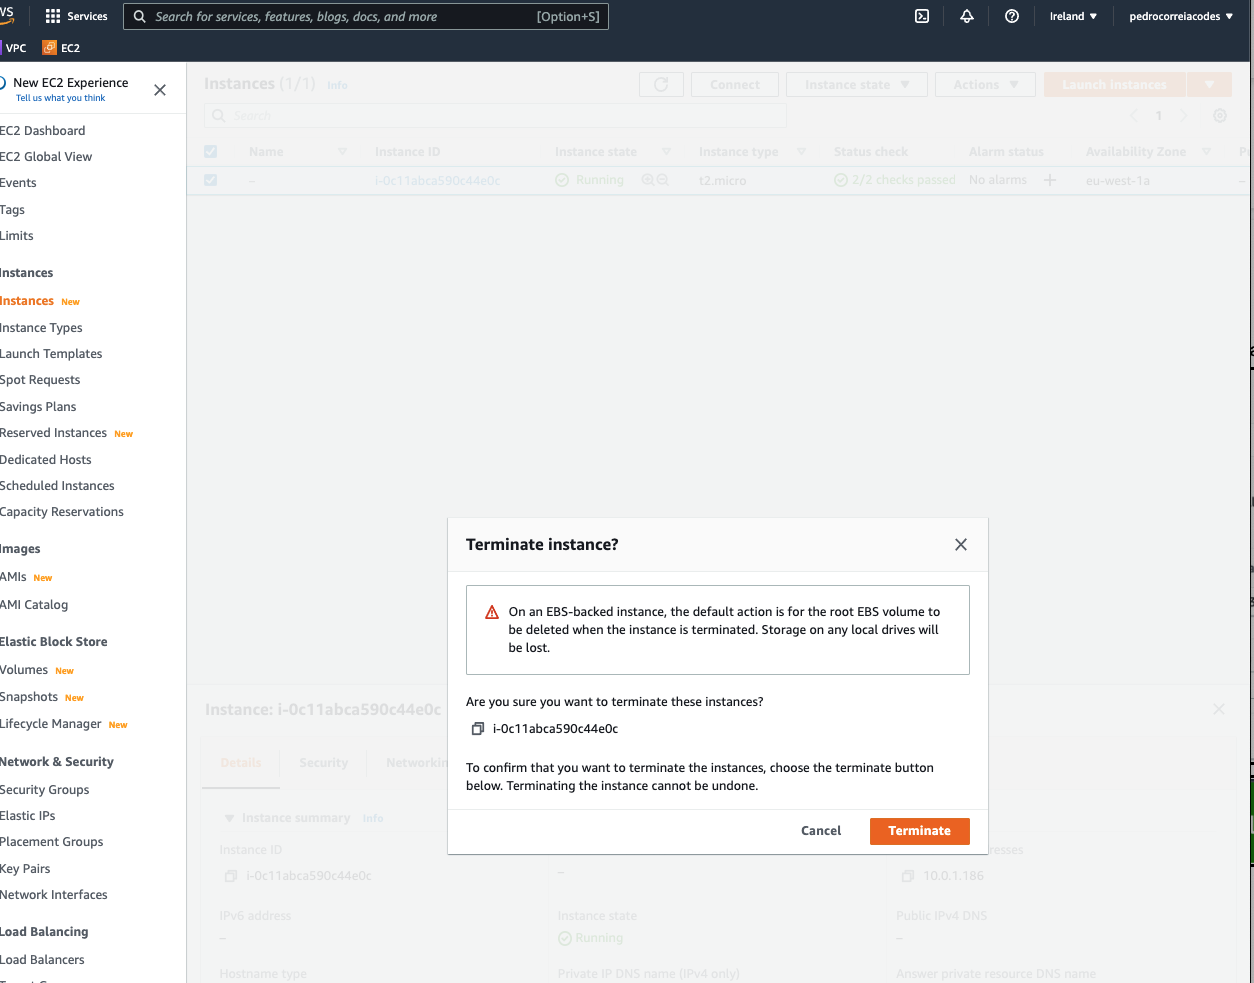 Services
Search for services, features, blogs, docs, and more
[Option+S]
Ireland
pedrocorreiacodes
VPC
EC2
New EC2 Experience
Tell us what you think
EC2 Dashboard
EC2 Global View
Events
Tags
Limits
Instances
Instances New
Instance Types
Launch Templates
Spot Requests
Savings Plans
Reserved Instances New
Dedicated Hosts
Scheduled Instances
Capacity Reservations
Images
AMIs New
AMI Catalog
Elastic Block Store
Volumes New
Snapshots New
Lifecycle Manager New
Network & Security
Security Groups
Elastic IPs
Placement Groups
Key Pairs
Network Interfaces
Load Balancing
Load Balancers
Instances (1/1) Info
Connect
Instance state
Actions
Launch instances
Search
1
Name Instance ID Instance state Instance type Status check Alarm status Availability Zone
– i-0c11abca590c44e0c Running t2.micro 2/2 checks passed No alarms + eu-west-1a –
Terminate instance?
On an EBS-backed instance, the default action is for the root EBS volume to
be deleted when the instance is terminated. Storage on any local drives will
be lost.
Are you sure you want to terminate these instances?
i-0c11abca590c44e0c
To confirm that you want to terminate the instances, choose the terminate button
below. Terminating the instance cannot be undone.
Cancel
Terminate
Instance: i-0c11abca590c44e0c
Details
Security
Networkin
Instance summary Info
Instance ID
i-0c11abca590c44e0c
–
resses
10.0.1.186
IPv6 address
–
Instance state
Running
Public IPv4 DNS
–
Hostname type
Private IP DNS name (IPv4 only)
Answer private resource DNS name